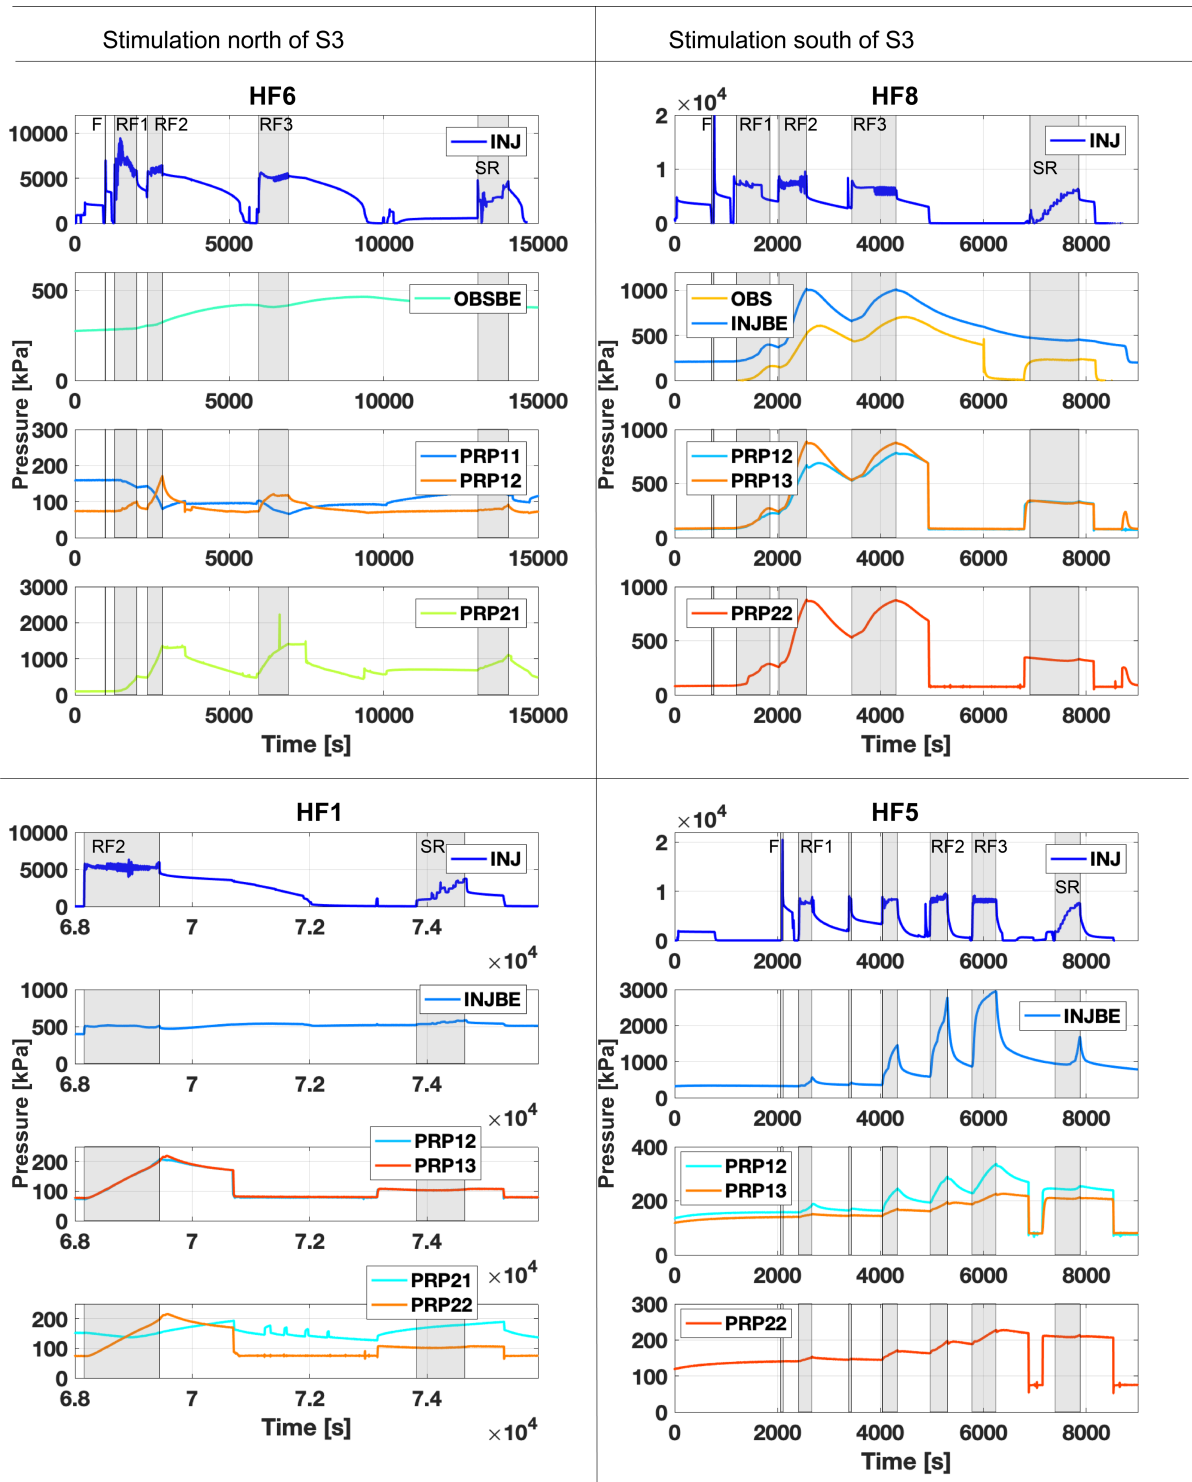 Stimulation north of S3
Stimulation south of S3
HF6
F RF1 RF2 RF3 SR
INJ
10000
5000
0
0 5000 10000 15000
OBSBE
500
0
0 5000 10000 15000
PRP11
PRP12
300
200
100
0
0 5000 10000 15000
PRP21
3000
2000
1000
0
0 5000 10000 15000
Pressure [kPa]
Time [s]
HF8
×10⁴
F RF1 RF2 RF3 SR
INJ
2
1
0
0 2000 4000 6000 8000
OBS
INJBE
1000
500
0
0 2000 4000 6000 8000
PRP12
PRP13
1000
500
0
0 2000 4000 6000 8000
PRP22
1000
500
0
0 2000 4000 6000 8000
Pressure [kPa]
Time [s]
HF1
RF2 SR
INJ
10000
5000
0
6.8 7 7.2 7.4
×10⁴
INJBE
1000
500
0
6.8 7 7.2 7.4
×10⁴
PRP12
PRP13
200
100
0
6.8 7 7.2 7.4
×10⁴
PRP21
PRP22
200
100
0
6.8 7 7.2 7.4
×10⁴
Pressure [kPa]
Time [s]
HF5
×10⁴
F RF1 RF2 RF3 SR
INJ
2
1
0
0 2000 4000 6000 8000
INJBE
3000
2000
1000
0
0 2000 4000 6000 8000
PRP12
PRP13
400
200
0
0 2000 4000 6000 8000
PRP22
300
200
100
0
0 2000 4000 6000 8000
Pressure [kPa]
Time [s]